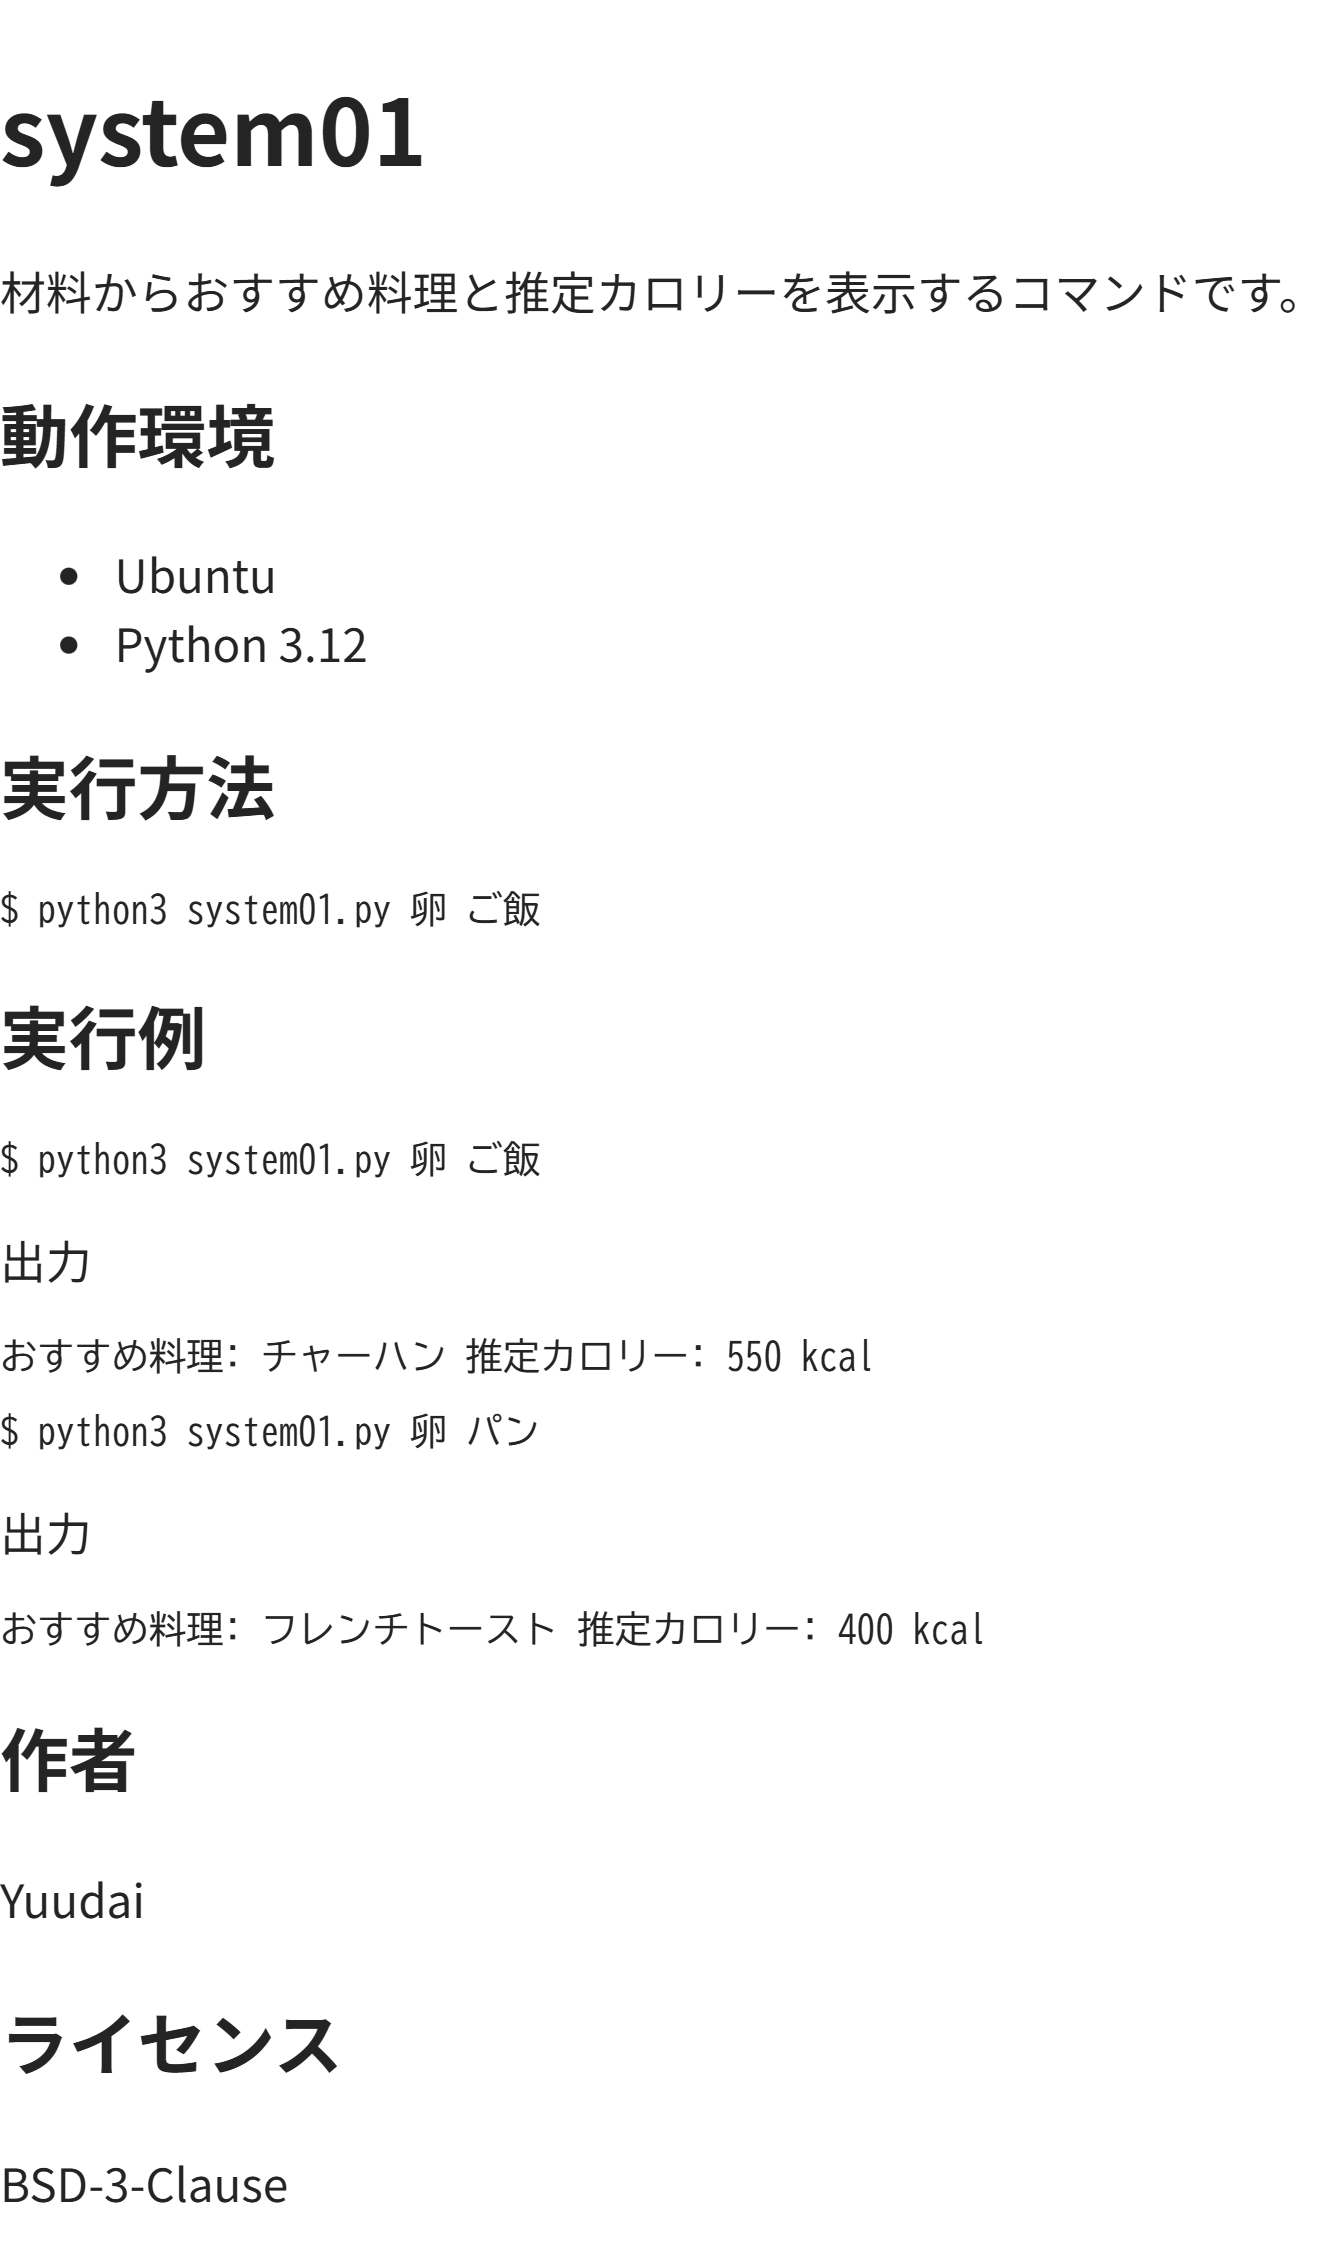 system01
材料からおすすめ料理と推定カロリーを表示するコマンドです。
動作環境
• Ubuntu
• Python 3.12
実行方法
$ python3 system01.py 卵 ご飯
実行例
$ python3 system01.py 卵 ご飯
出力
おすすめ料理: チャーハン 推定カロリー: 550 kcal
$ python3 system01.py 卵 パン
出力
おすすめ料理: フレンチトースト 推定カロリー: 400 kcal
作者
Yuudai
ライセンス
BSD-3-Clause